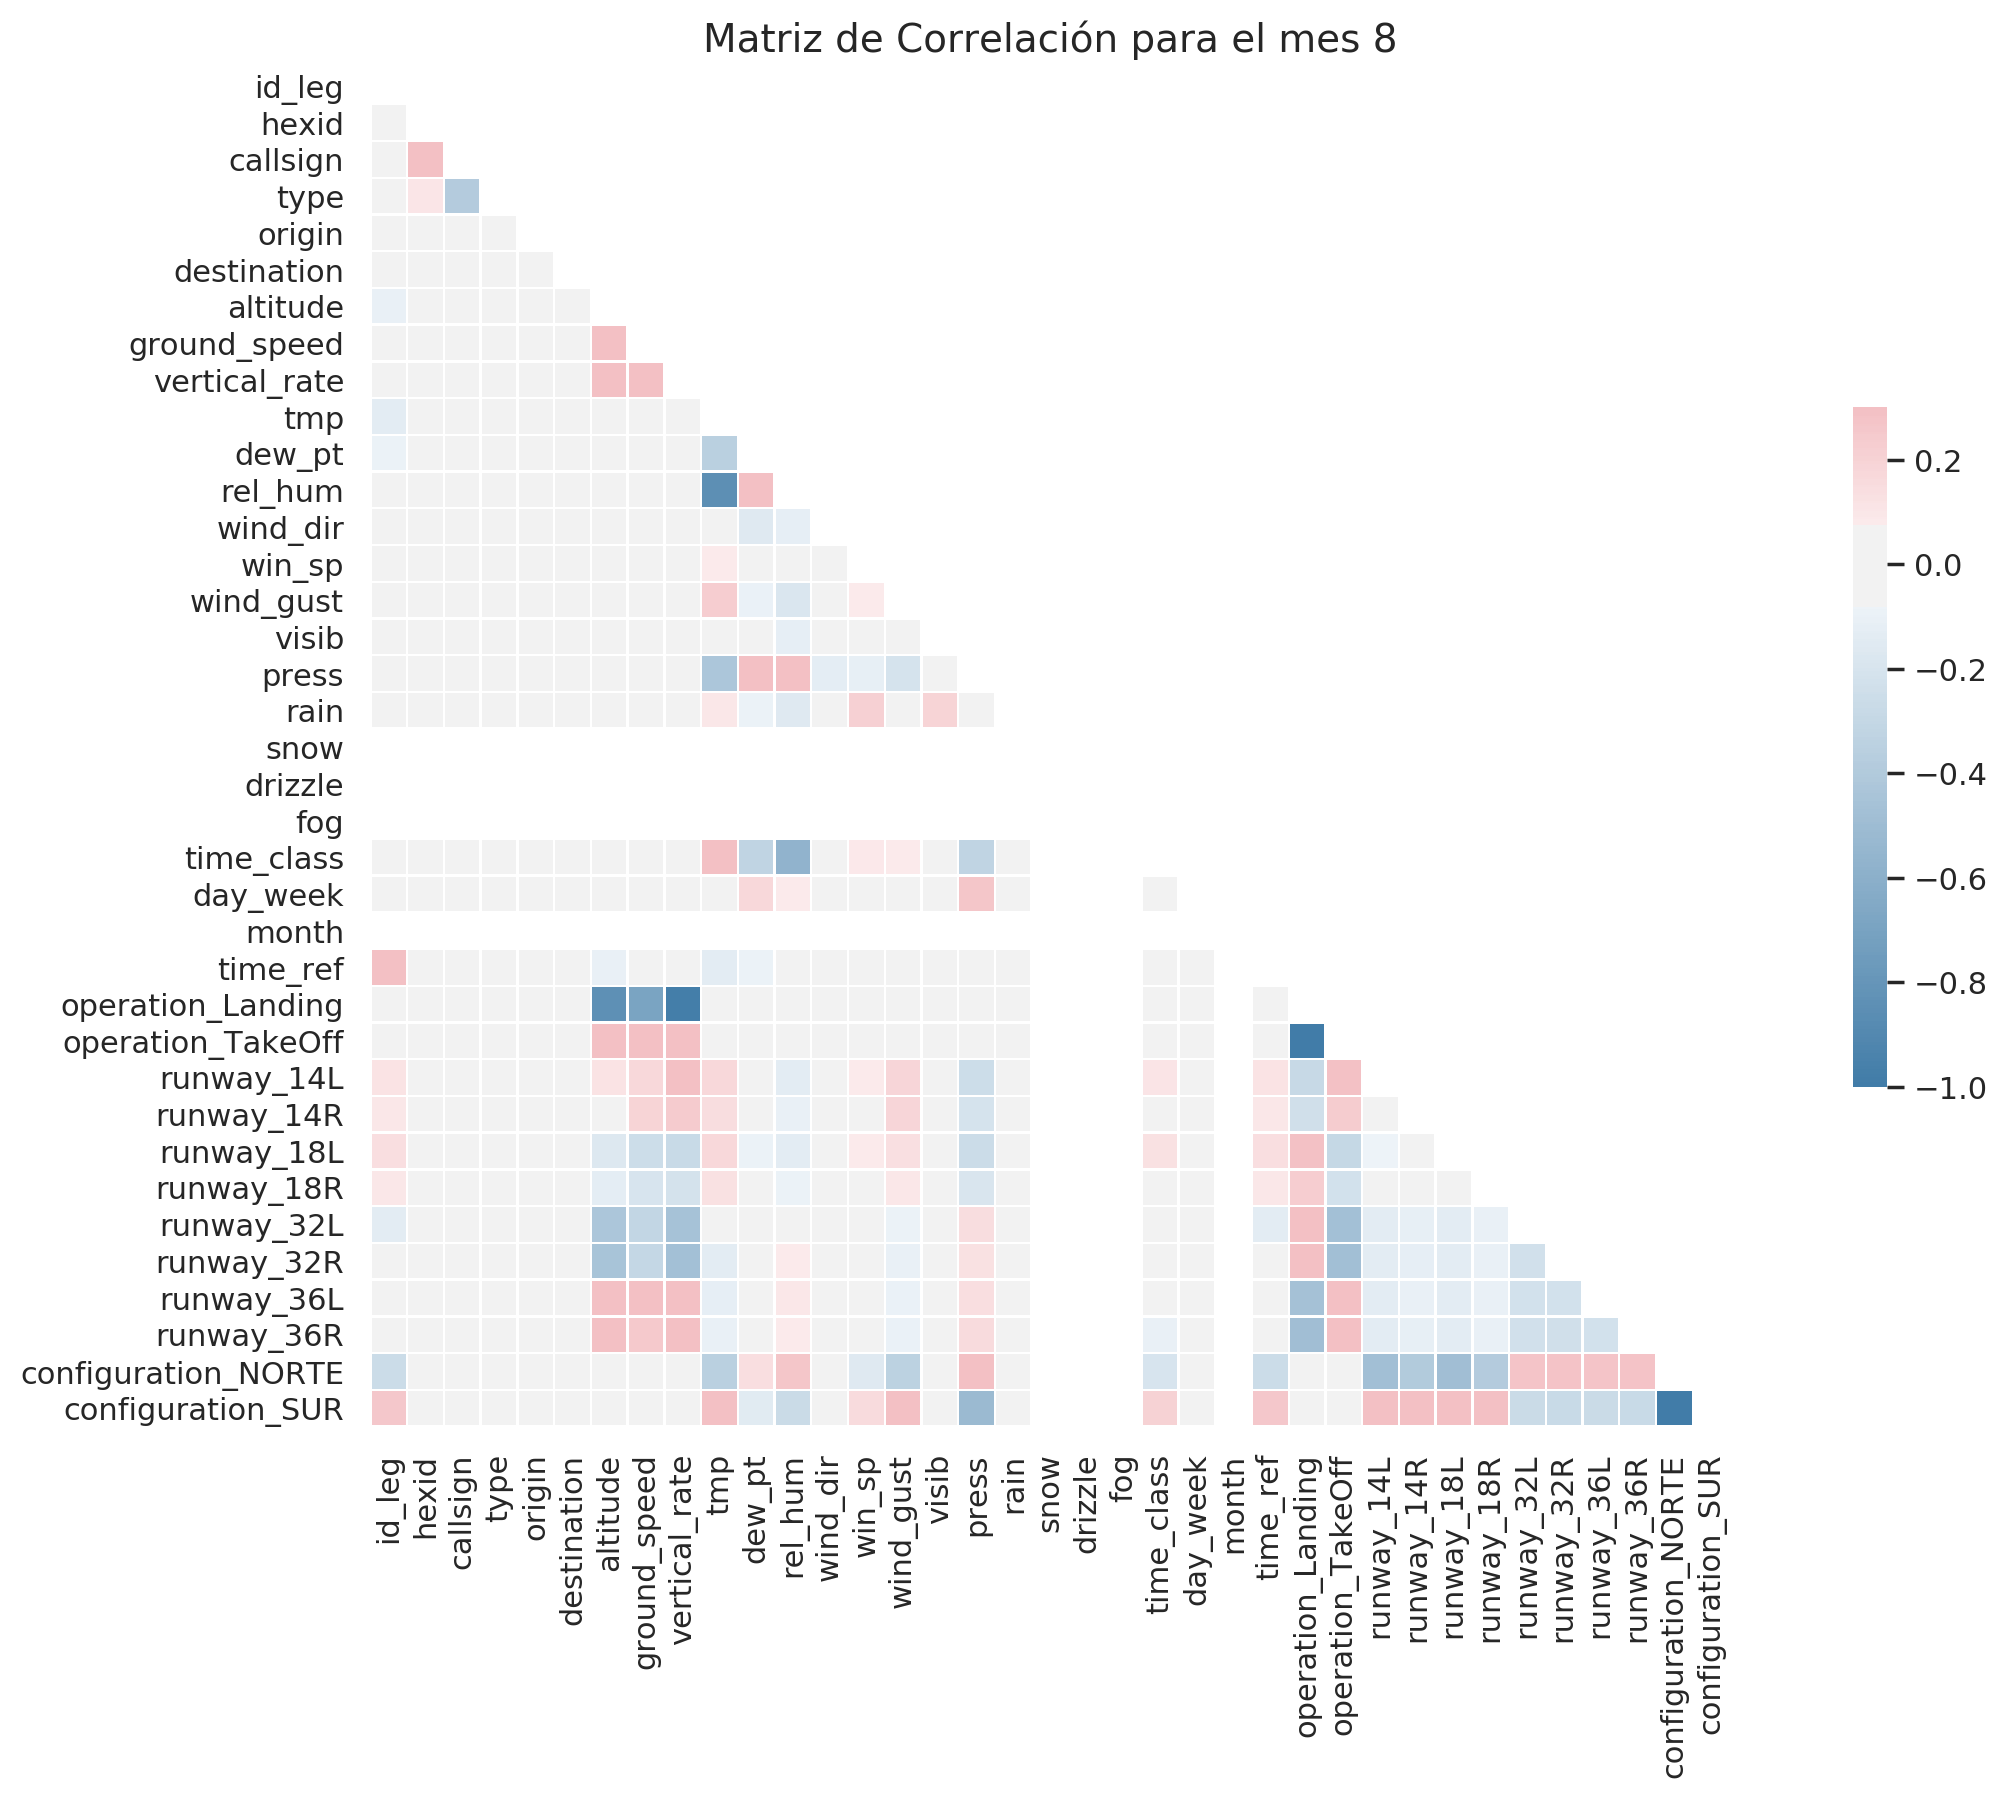 Matriz de Correlación para el mes 8
id_leg
hexid
callsign
type
origin
destination
altitude
ground_speed
vertical_rate
tmp
dew_pt
rel_hum
wind_dir
win_sp
wind_gust
visib
press
rain
snow
drizzle
fog
time_class
day_week
month
time_ref
operation_Landing
operation_TakeOff
runway_14L
runway_14R
runway_18L
runway_18R
runway_32L
runway_32R
runway_36L
runway_36R
configuration_NORTE
configuration_SUR
id_leg
hexid
callsign
type
origin
destination
altitude
ground_speed
vertical_rate
tmp
dew_pt
rel_hum
wind_dir
win_sp
wind_gust
visib
press
rain
snow
drizzle
fog
time_class
day_week
month
time_ref
operation_Landing
operation_TakeOff
runway_14L
runway_14R
runway_18L
runway_18R
runway_32L
runway_32R
runway_36L
runway_36R
configuration_NORTE
configuration_SUR
0.2
0.0
−0.2
−0.4
−0.6
−0.8
−1.0